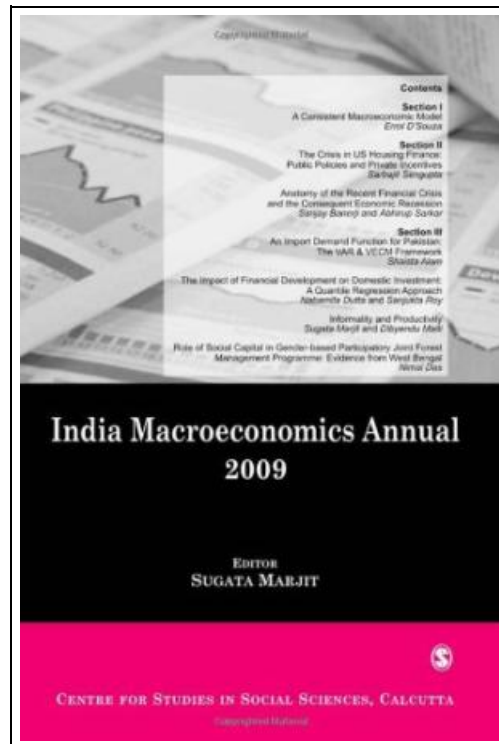 Copyrighted Material
Contents
Section I
A Consistent Macroeconomic Model
Errol D'Souza
Section II
The Crisis in US Housing Finance:
Public Policies and Private Incentives
Sarbajit Sengupta
Anatomy of the Recent Financial Crisis
and the Consequent Economic Recession
Sanjay Banerji and Abhirup Sarkar
Section III
An Import Demand Function for Pakistan:
The VAR & VECM Framework
Shaista Alam
The Impact of Financial Development on Domestic Investment:
A Quantile Regression Approach
Nabamita Dutta and Sanjukta Roy
Informality and Productivity
Sugata Marjit and Dibyendu Maiti
Role of Social Capital in Gender-based Participatory Joint Forest
Management Programme: Evidence from West Bengal
Nimai Das
India Macroeconomics Annual
2009
EDITOR
SUGATA MARJIT
S
CENTRE FOR STUDIES IN SOCIAL SCIENCES, CALCUTTA
Copyrighted Material